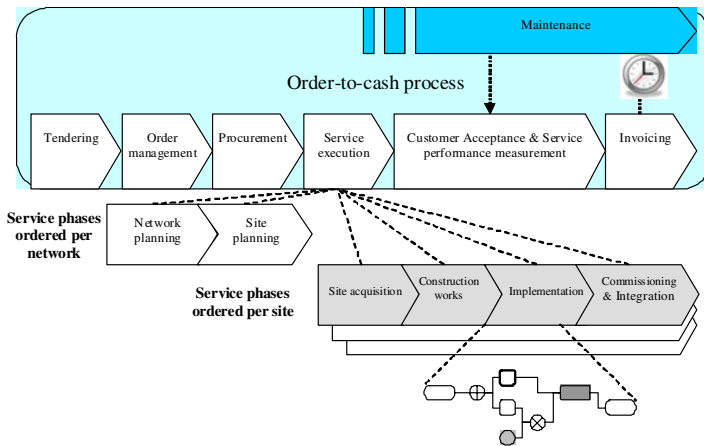 Maintenance
Order-to-cash process
Tendering
Order
management
Procurement
Service
execution
Customer Acceptance & Service
performance measurement
Invoicing
Service phases
ordered per
network
Network
planning
Site
planning
Service phases
ordered per site
Site acquisition
Construction
works
Implementation
Commissioning
& Integration